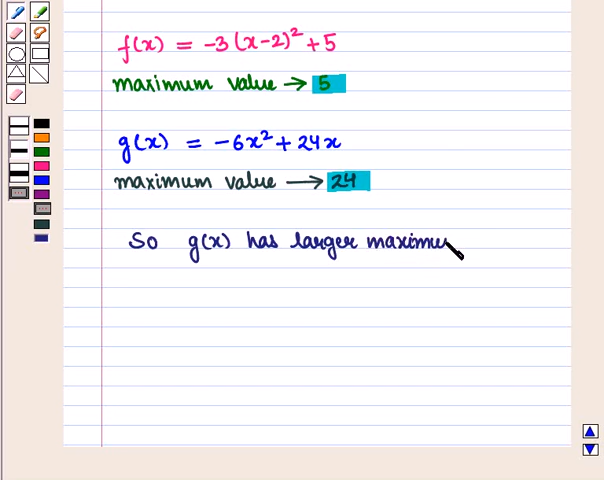 f(x) = -3(x-2)² + 5
maximum value → 5
g(x) = -6x² + 24x
maximum value → 24
So g(x) has larger maximu